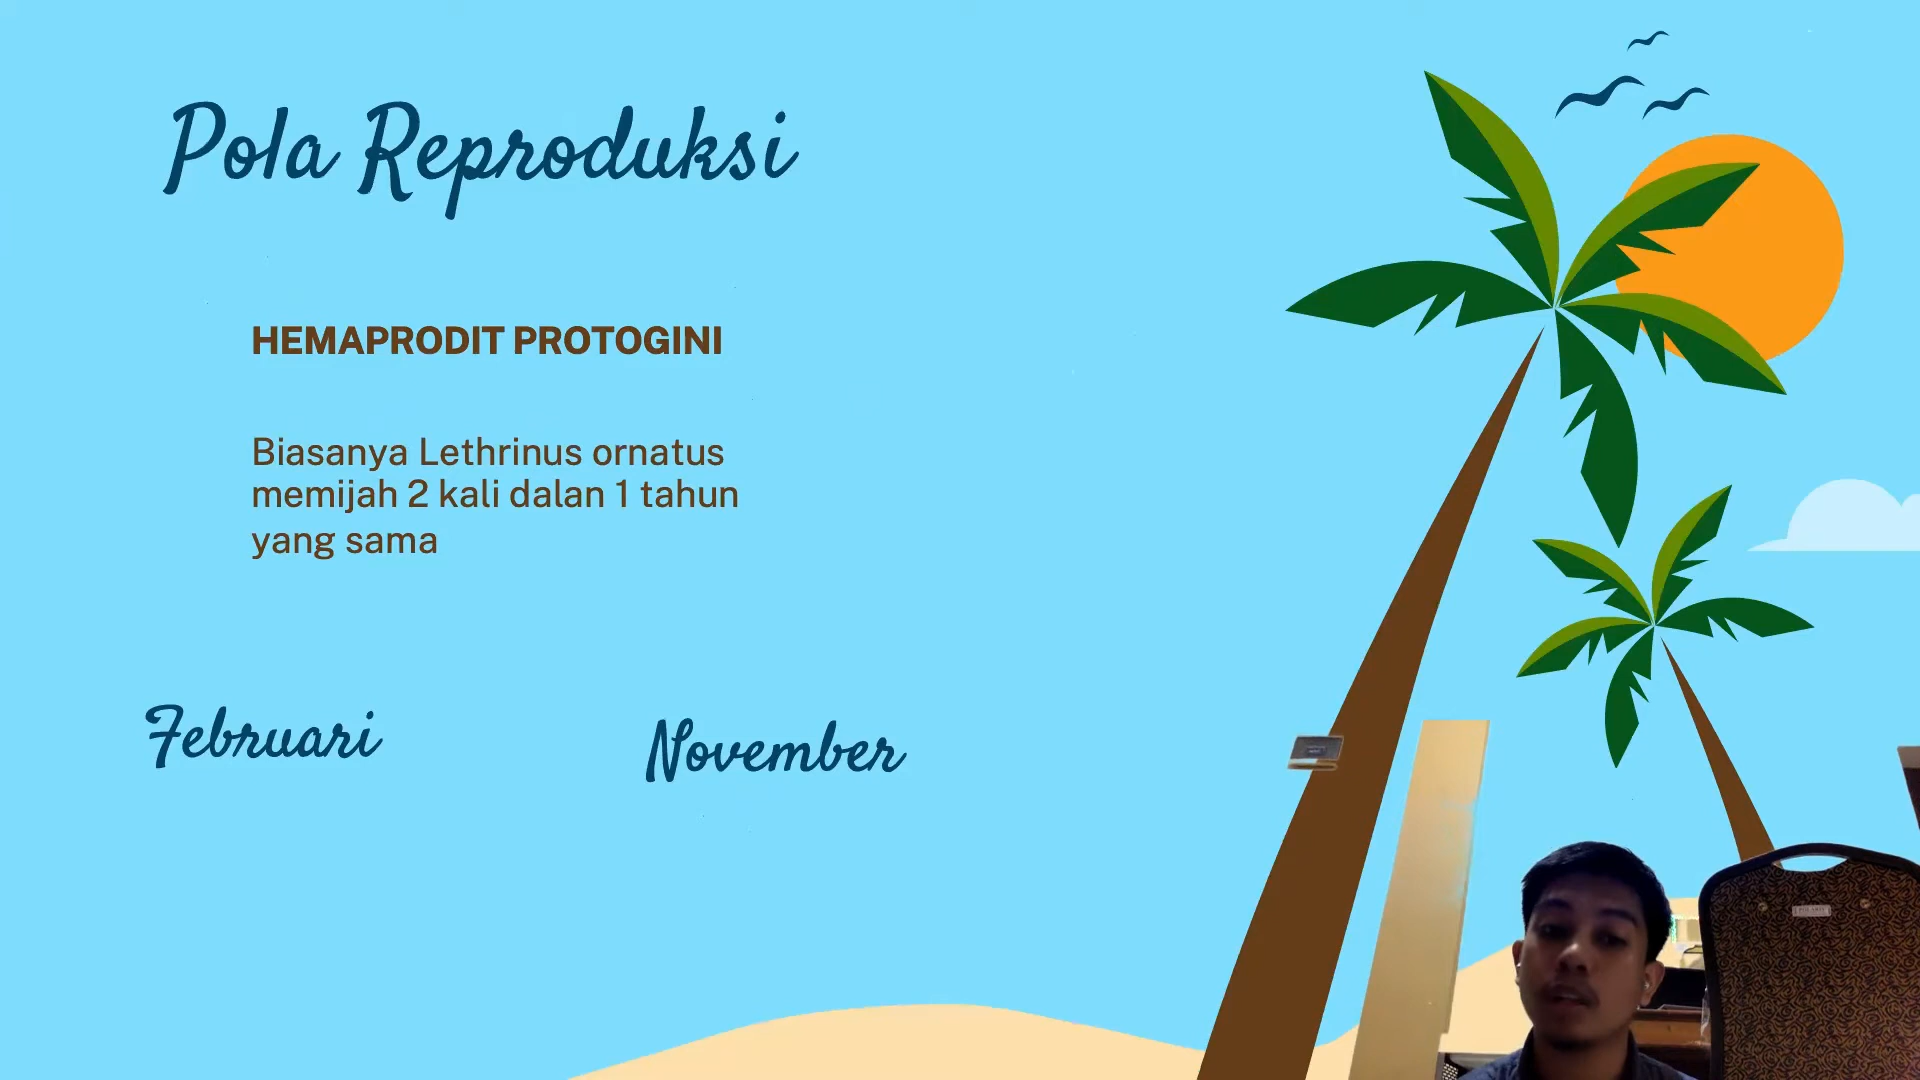 Pola Reproduksi
HEMAPRODIT PROTOGINI
Biasanya Lethrinus ornatus
memijah 2 kali dalan 1 tahun
yang sama
Februari
November